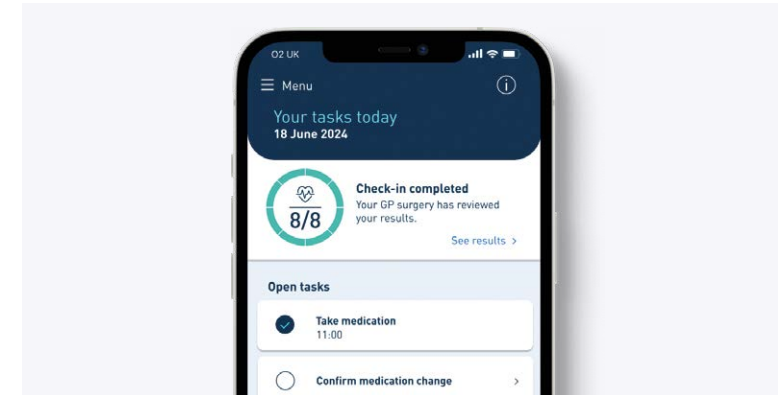 O2 UK
Menu
Your tasks today
18 June 2024
8/8
Check-in completed
Your GP surgery has reviewed
your results.
See results >
Open tasks
Take medication
11:00
Confirm medication change >